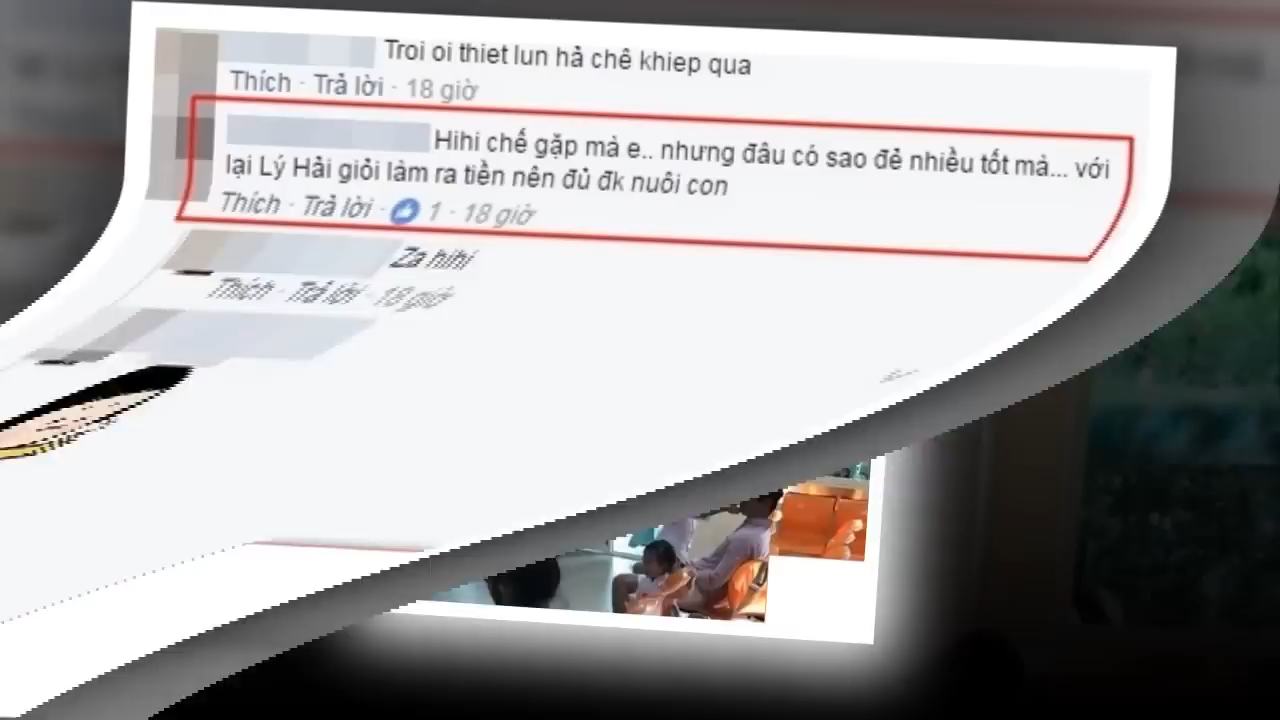 Troi oi thiet lun hả chê khiep qua
Thích · Trả lời · 18 giờ
Hihi chế gặp mà e.. nhưng đâu có sao đẻ nhiều tốt mà... với
lại Lý Hải giỏi làm ra tiền nên đủ đk nuôi con
Thích · Trả lời · 1 · 18 giờ
Za hihi
Thích · Trả lời · 18 giờ